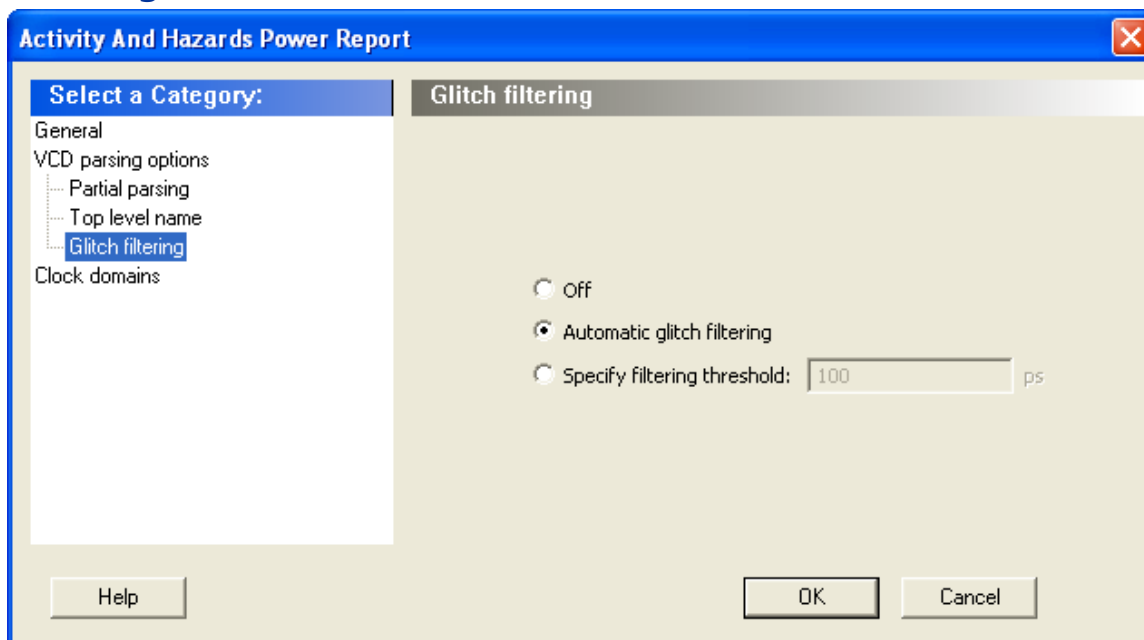 Activity And Hazards Power Report
Select a Category:
General
VCD parsing options
Partial parsing
Top level name
Glitch filtering
Clock domains
Glitch filtering
Off
Automatic glitch filtering
Specify filtering threshold: 100 ps
Help
OK
Cancel